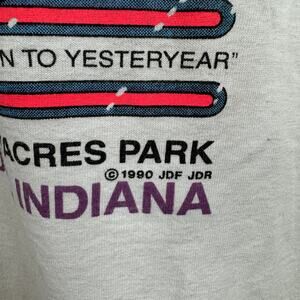 N TO YESTERYEAR"
ACRES PARK
© 1990 JDF JDR
INDIANA